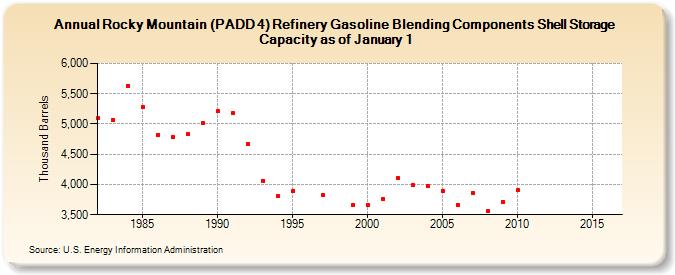 Annual Rocky Mountain (PADD 4) Refinery Gasoline Blending Components Shell Storage
Capacity as of January 1
Thousand Barrels
6,000
5,500
5,000
4,500
4,000
3,500
1985 1990 1995 2000 2005 2010 2015
Source: U.S. Energy Information Administration